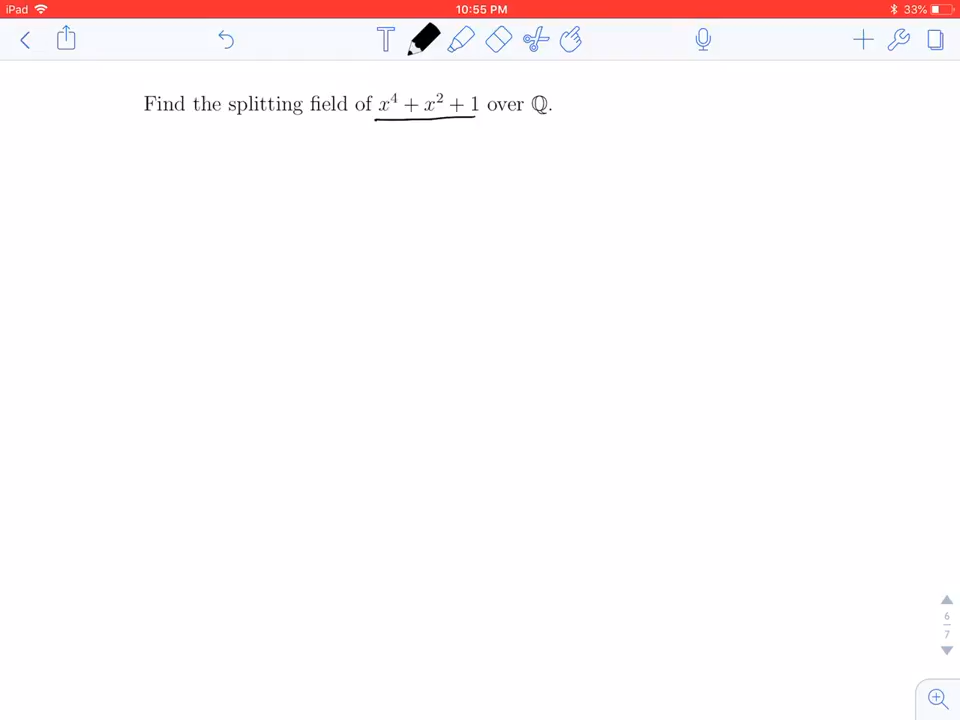 iPad 10:55 PM 33%
T
Find the splitting field of x⁴ + x² + 1 over ℚ.
6
7